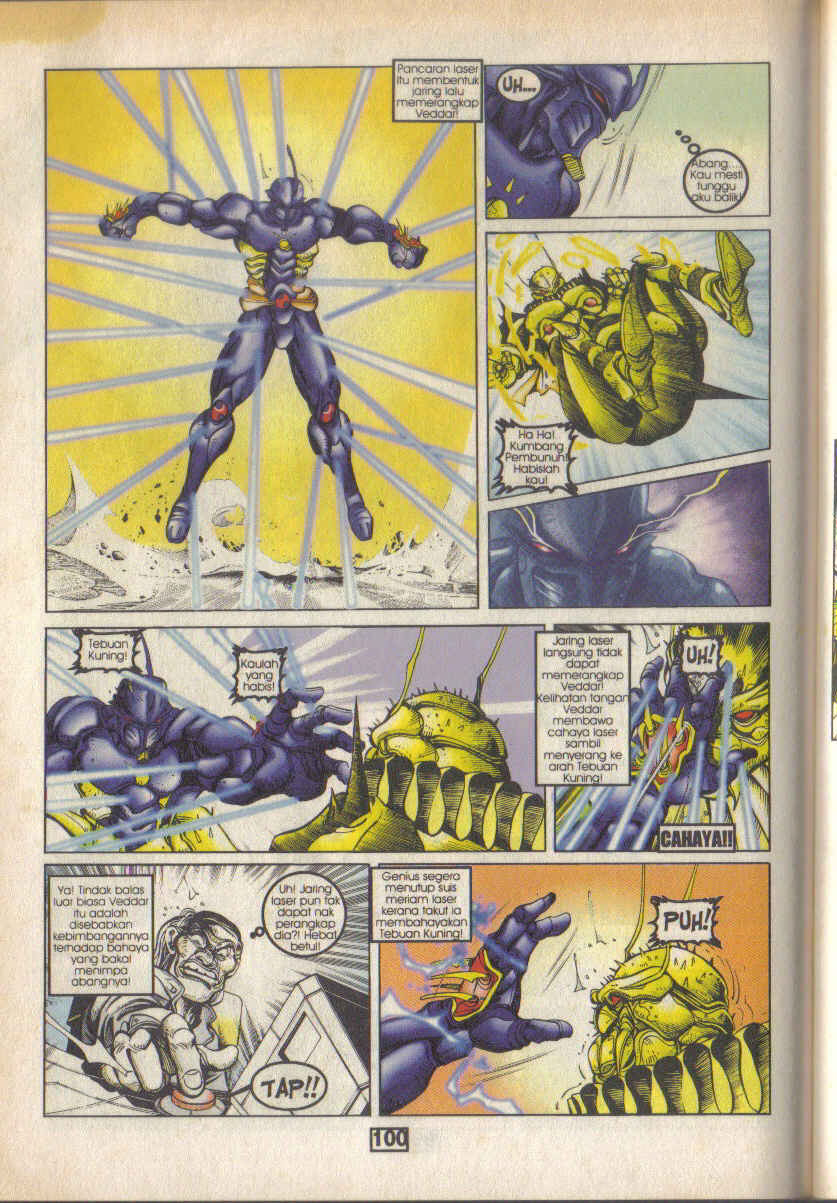 Pancaran laser
itu membentuk
jaring lalu
memerangkap
Veddar!
UH...
Abang....
Kau mesti
tunggu
aku balik!
Ha Ha!
Kumbang
Pembunuh!
Habislah
kau!
Tebuan
Kuning!
Kaulah
yang
habis!
Jaring laser
langsung tidak
dapat
memerangkap
Veddar!
Kelihatan tangan
Veddar
membawa
cahaya laser
sambil
menyerang ke
arah Tebuan
Kuning!
UH!
CAHAYA!!
Ya! Tindak balas
luar biasa Veddar
itu adalah
disebabkan
kebimbangannya
terhadap bahaya
yang bakal
menimpa
abangnya!
Uh! Jaring
laser pun tak
dapat nak
perangkap
dia?! Hebat
betul!
TAP!!
Genius segera
menutup suis
meriam laser
kerana takut ia
membahayakan
Tebuan Kuning!
PUH!
100